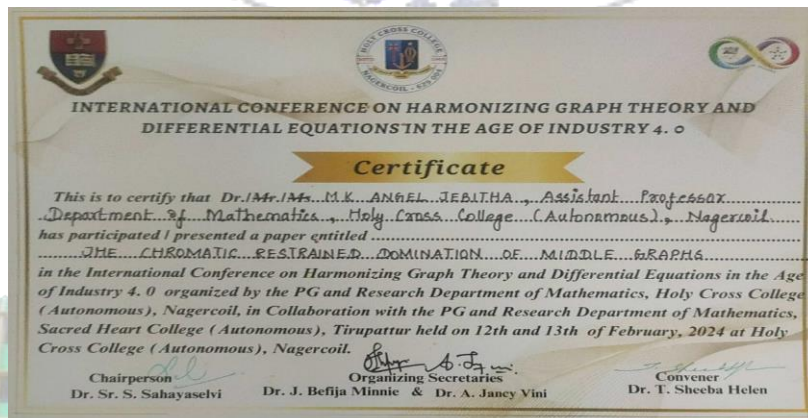 HOLY CROSS COLLEGE
NAGERCOIL - 629 004
INTERNATIONAL CONFERENCE ON HARMONIZING GRAPH THEORY AND
DIFFERENTIAL EQUATIONS IN THE AGE OF INDUSTRY 4. 0
Certificate
This is to certify that Dr./Mr./Ms. M.K ANGEL JEBITHA, Assistant Professor
Department of Mathematics, Holy Cross College (Autonomous), Nagercoil
has participated / presented a paper entitled
THE CHROMATIC RESTRAINED DOMINATION OF MIDDLE GRAPHS
in the International Conference on Harmonizing Graph Theory and Differential Equations in the Age
of Industry 4. 0 organized by the PG and Research Department of Mathematics, Holy Cross College
(Autonomous), Nagercoil, in Collaboration with the PG and Research Department of Mathematics,
Sacred Heart College (Autonomous), Tirupattur held on 12th and 13th of February, 2024 at Holy
Cross College (Autonomous), Nagercoil.
Chairperson Organizing Secretaries Convener
Dr. Sr. S. Sahayaselvi Dr. J. Befija Minnie & Dr. A. Jancy Vini Dr. T. Sheeba Helen